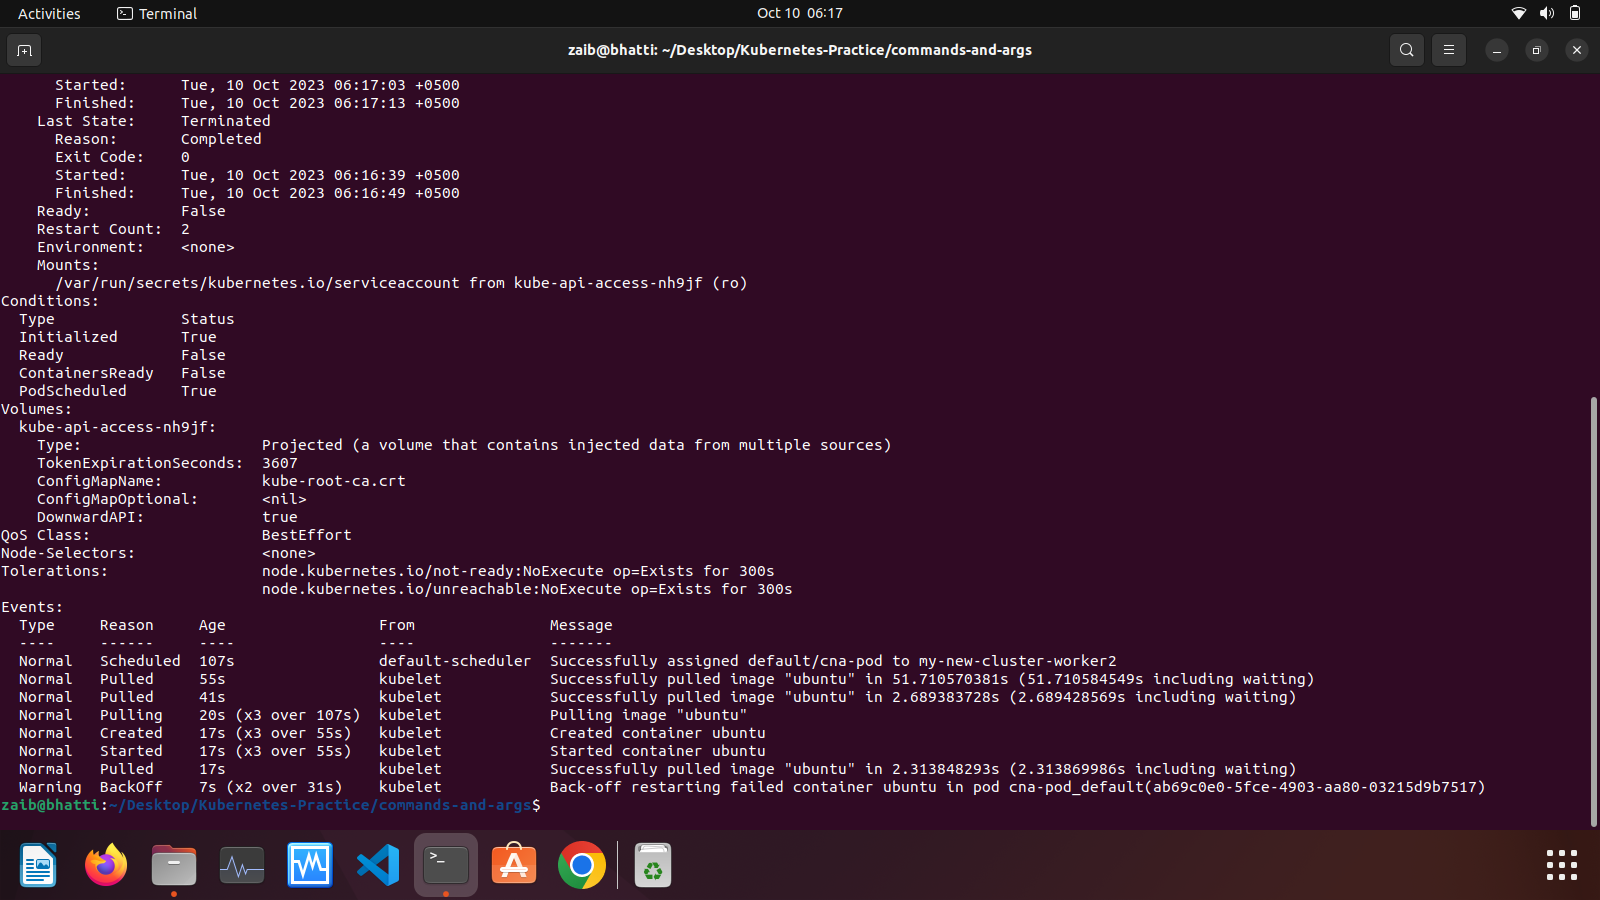 Activities Terminal Oct 10 06:17
zaib@bhatti: ~/Desktop/Kubernetes-Practice/commands-and-args
Started: Tue, 10 Oct 2023 06:17:03 +0500
Finished: Tue, 10 Oct 2023 06:17:13 +0500
Last State: Terminated
Reason: Completed
Exit Code: 0
Started: Tue, 10 Oct 2023 06:16:39 +0500
Finished: Tue, 10 Oct 2023 06:16:49 +0500
Ready: False
Restart Count: 2
Environment: <none>
Mounts:
/var/run/secrets/kubernetes.io/serviceaccount from kube-api-access-nh9jf (ro)
Conditions:
Type Status
Initialized True
Ready False
ContainersReady False
PodScheduled True
Volumes:
kube-api-access-nh9jf:
Type: Projected (a volume that contains injected data from multiple sources)
TokenExpirationSeconds: 3607
ConfigMapName: kube-root-ca.crt
ConfigMapOptional: <nil>
DownwardAPI: true
QoS Class: BestEffort
Node-Selectors: <none>
Tolerations: node.kubernetes.io/not-ready:NoExecute op=Exists for 300s
node.kubernetes.io/unreachable:NoExecute op=Exists for 300s
Events:
Type Reason Age From Message
---- ------ ---- ---- -------
Normal Scheduled 107s default-scheduler Successfully assigned default/cna-pod to my-new-cluster-worker2
Normal Pulled 55s kubelet Successfully pulled image "ubuntu" in 51.710570381s (51.710584549s including waiting)
Normal Pulled 41s kubelet Successfully pulled image "ubuntu" in 2.689383728s (2.689428569s including waiting)
Normal Pulling 20s (x3 over 107s) kubelet Pulling image "ubuntu"
Normal Created 17s (x3 over 55s) kubelet Created container ubuntu
Normal Started 17s (x3 over 55s) kubelet Started container ubuntu
Normal Pulled 17s kubelet Successfully pulled image "ubuntu" in 2.313848293s (2.313869986s including waiting)
Warning BackOff 7s (x2 over 31s) kubelet Back-off restarting failed container ubuntu in pod cna-pod_default(ab69c0e0-5fce-4903-aa80-03215d9b7517)
zaib@bhatti:~/Desktop/Kubernetes-Practice/commands-and-args$